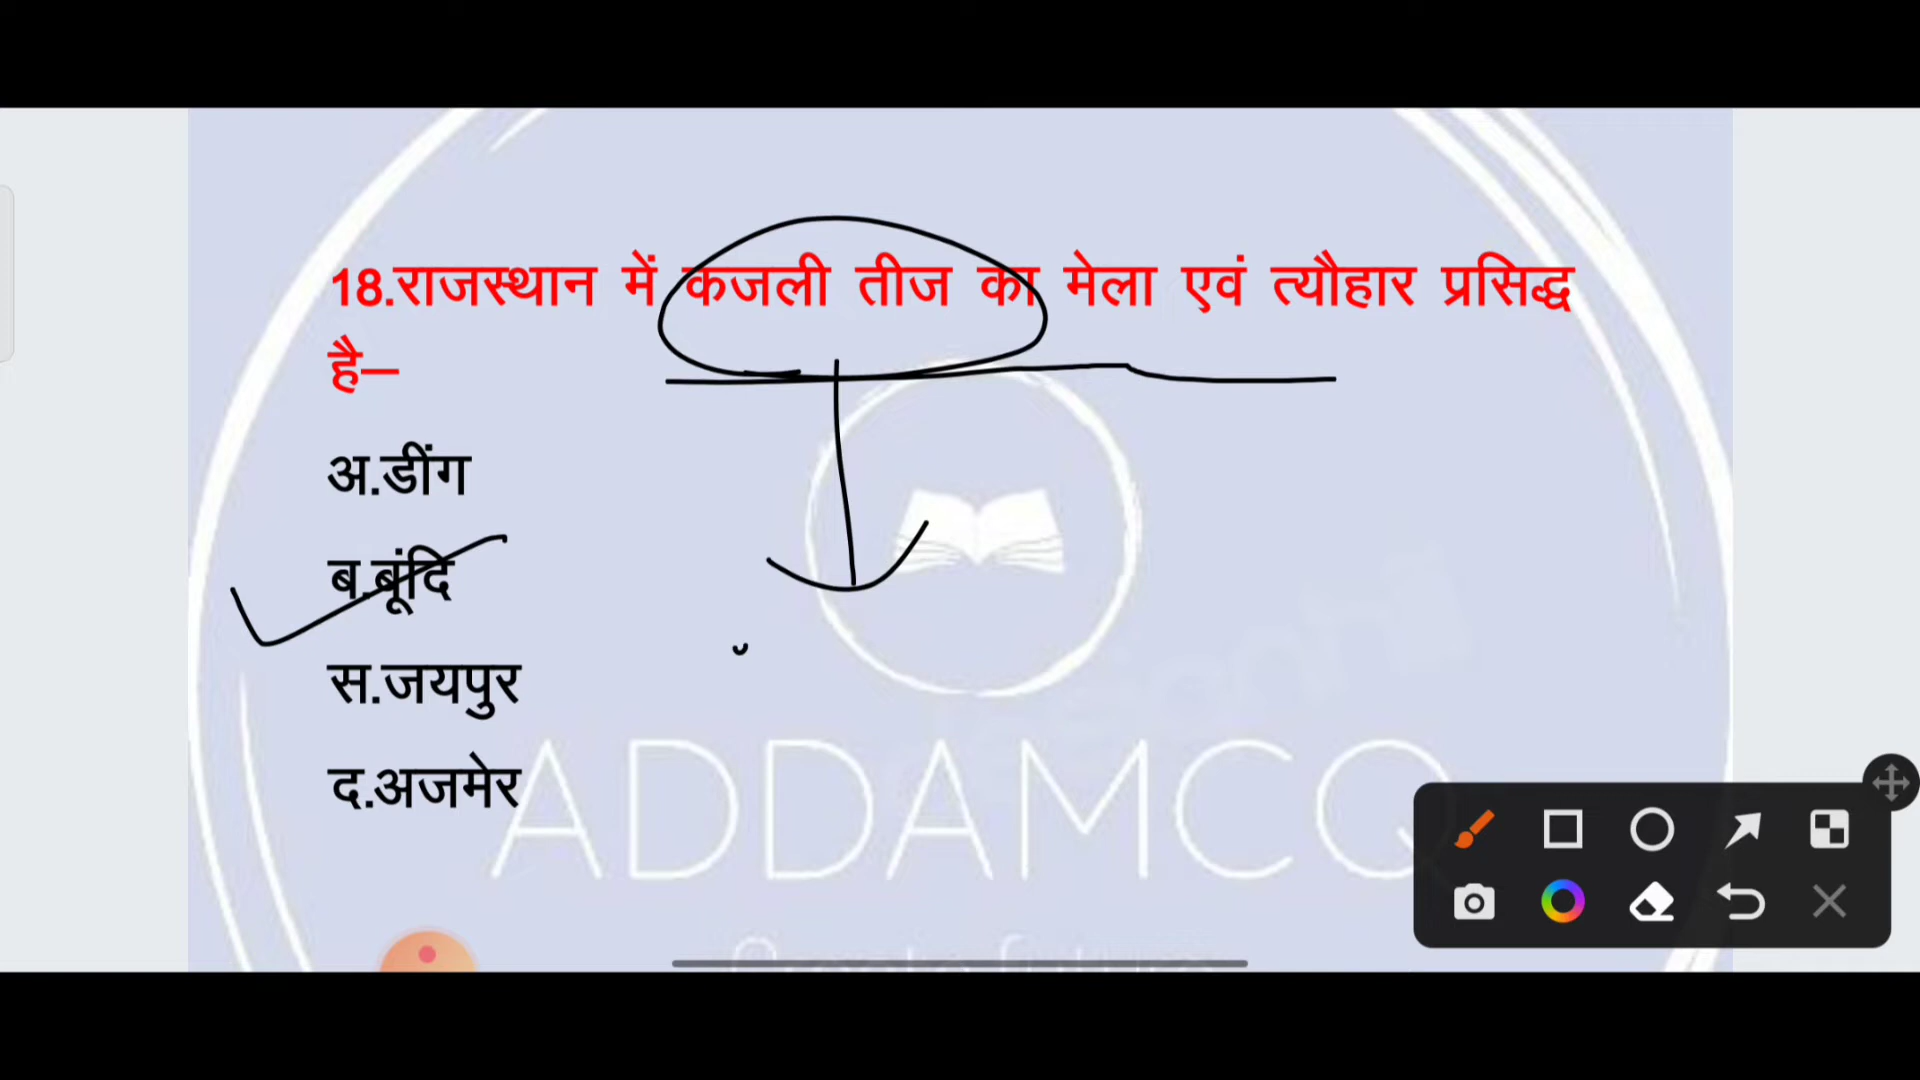 18.राजस्थान में कजली तीज का मेला एवं त्यौहार प्रसिद्ध
है–
अ.डींग
ब.बूंदि
स.जयपुर
द.अजमेर
ADDAMCQ